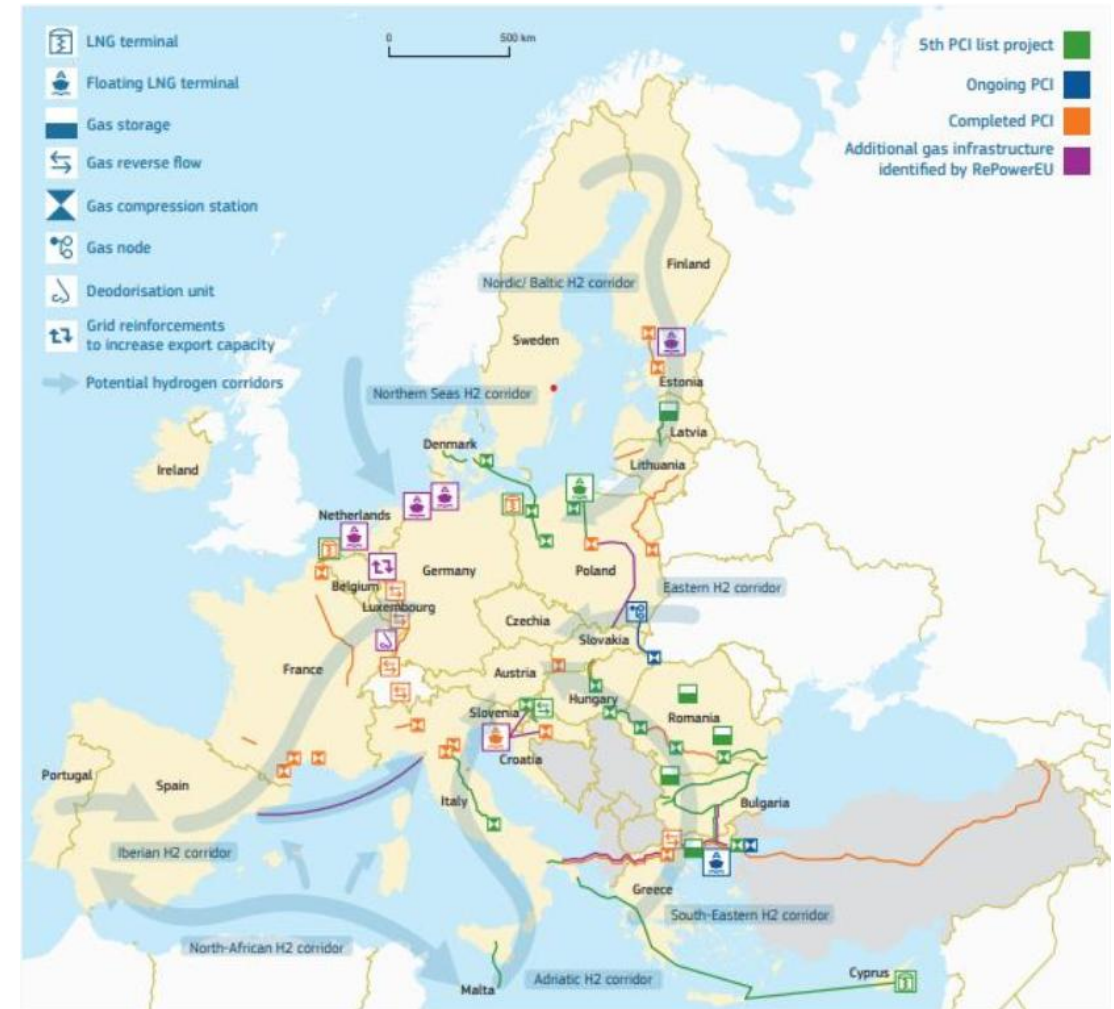 LNG terminal
Floating LNG terminal
Gas storage
Gas reverse flow
Gas compression station
Gas node
Deodorisation unit
Grid reinforcements
to increase export capacity
Potential hydrogen corridors
0 500 km
5th PCI list project
Ongoing PCI
Completed PCI
Additional gas infrastructure
identified by RePowerEU
Finland
Nordic/ Baltic H2 corridor
Sweden
Estonia
Northern Seas H2 corridor
Latvia
Denmark
Lithuania
Ireland
Netherlands
Belgium
Germany
Poland
Eastern H2 corridor
Luxembourg
Czechia
Slovakia
France
Austria
Hungary
Slovenia
Romania
Croatia
Portugal
Spain
Italy
Bulgaria
Iberian H2 corridor
Greece
South-Eastern H2 corridor
North-African H2 corridor
Adriatic H2 corridor
Cyprus
Malta